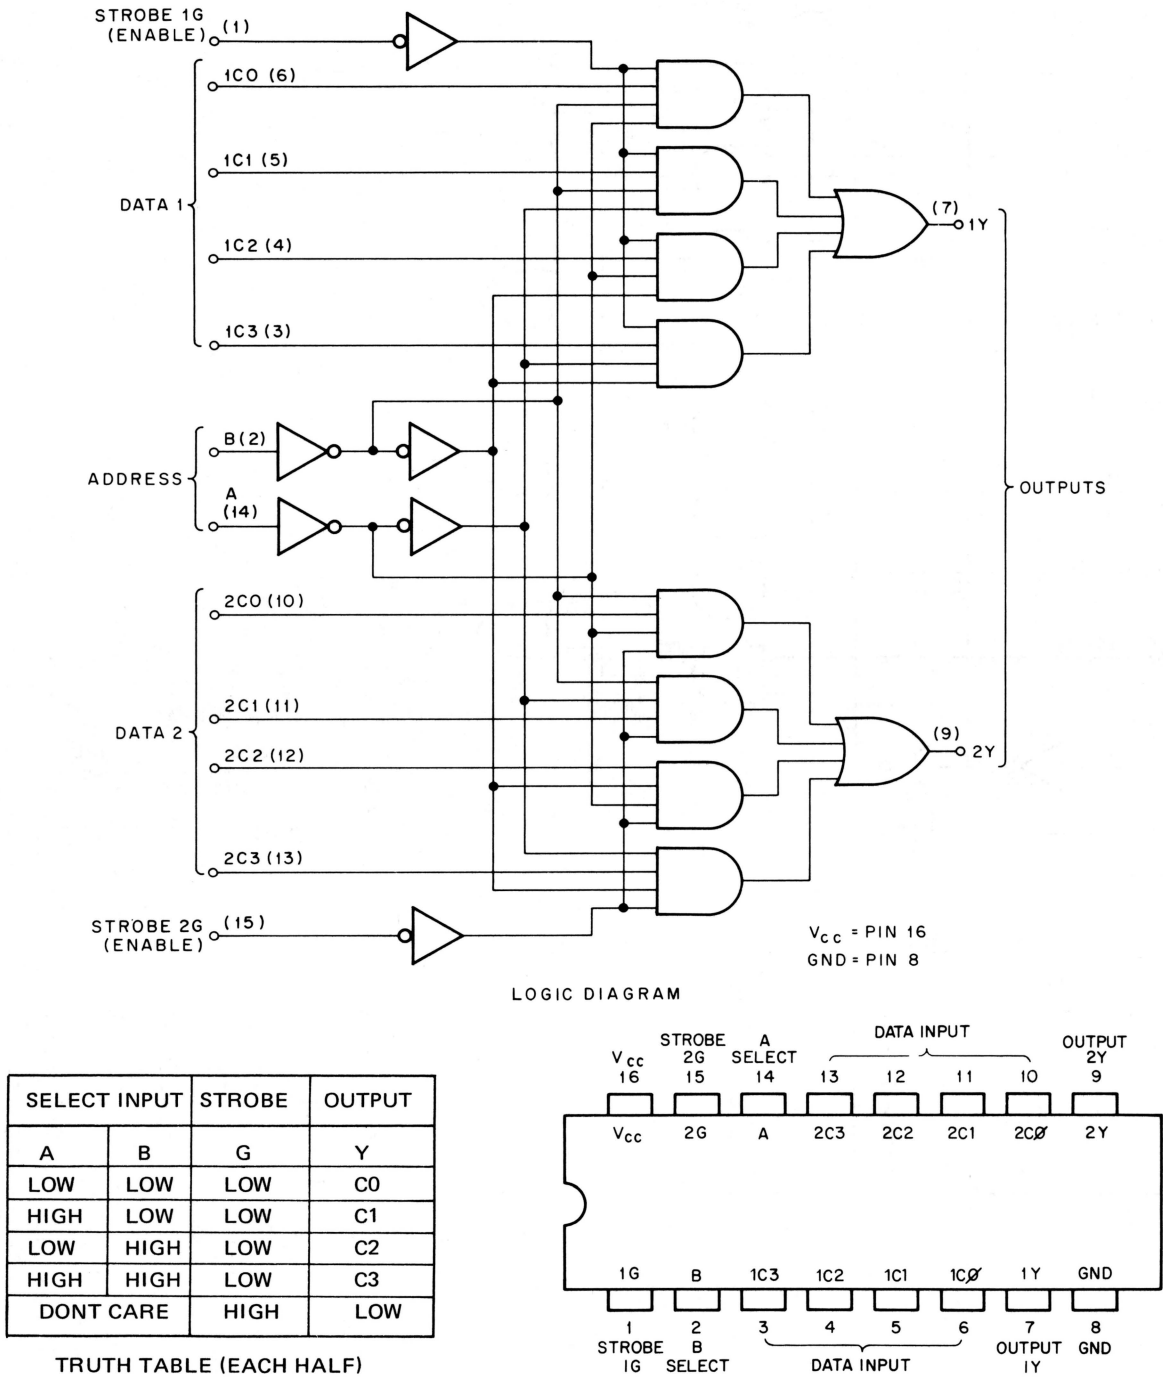 STROBE 1G
(ENABLE)
(1)
1C0 (6)
1C1 (5)
DATA 1
1C2 (4)
1C3 (3)
(7)
1Y
B(2)
ADDRESS
A
(14)
OUTPUTS
2C0 (10)
2C1 (11)
DATA 2
2C2 (12)
2C3 (13)
(9)
2Y
STROBE 2G
(ENABLE)
(15)
Vcc = PIN 16
GND = PIN 8
LOGIC DIAGRAM
SELECT INPUT STROBE OUTPUT
A B G Y
LOW LOW LOW C0
HIGH LOW LOW C1
LOW HIGH LOW C2
HIGH HIGH LOW C3
DONT CARE HIGH LOW
TRUTH TABLE (EACH HALF)
Vcc
16
STROBE
2G
15
A
SELECT
14
DATA INPUT
13 12 11 10
OUTPUT
2Y
9
Vcc 2G A 2C3 2C2 2C1 2CØ 2Y
1G B 1C3 1C2 1C1 1CØ 1Y GND
1 2 3 4 5 6 7 8
STROBE
1G
B
SELECT
DATA INPUT
OUTPUT
1Y
GND